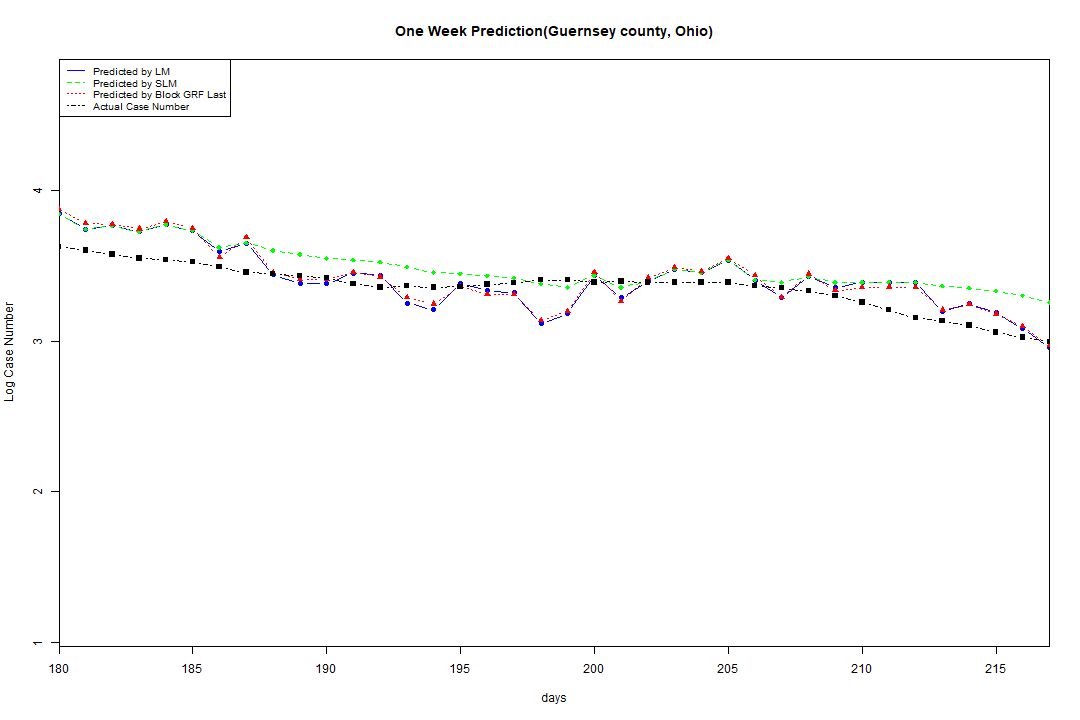 One Week Prediction(Guernsey county, Ohio)
Predicted by LM
Predicted by SLM
Predicted by Block GRF Last
Actual Case Number
Log Case Number
4
3
2
1
180 185 190 195 200 205 210 215
days